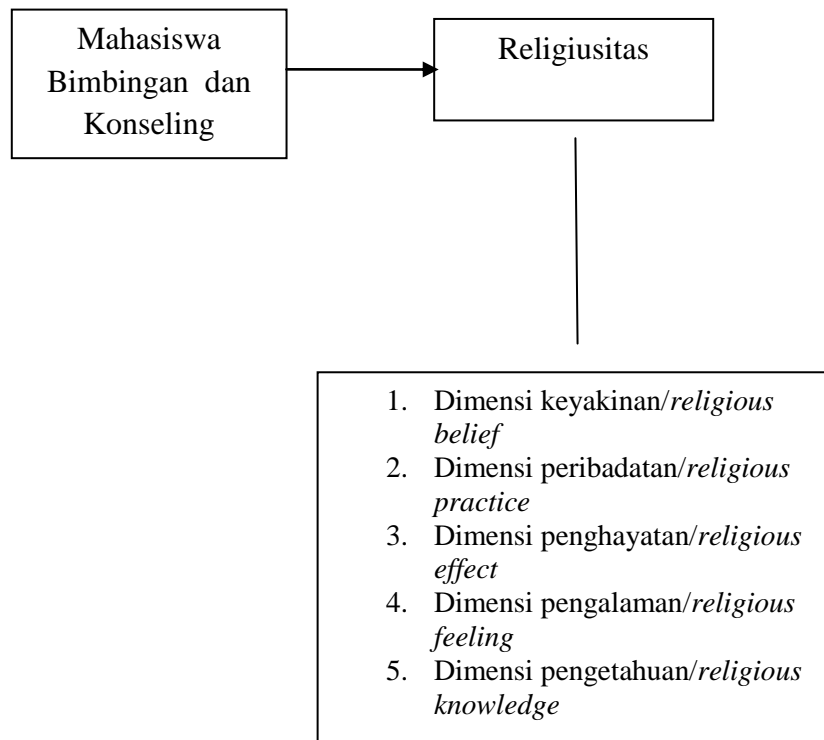 Mahasiswa
Bimbingan dan
Konseling
Religiusitas
1. Dimensi keyakinan/religious
belief
2. Dimensi peribadatan/religious
practice
3. Dimensi penghayatan/religious
effect
4. Dimensi pengalaman/religious
feeling
5. Dimensi pengetahuan/religious
knowledge